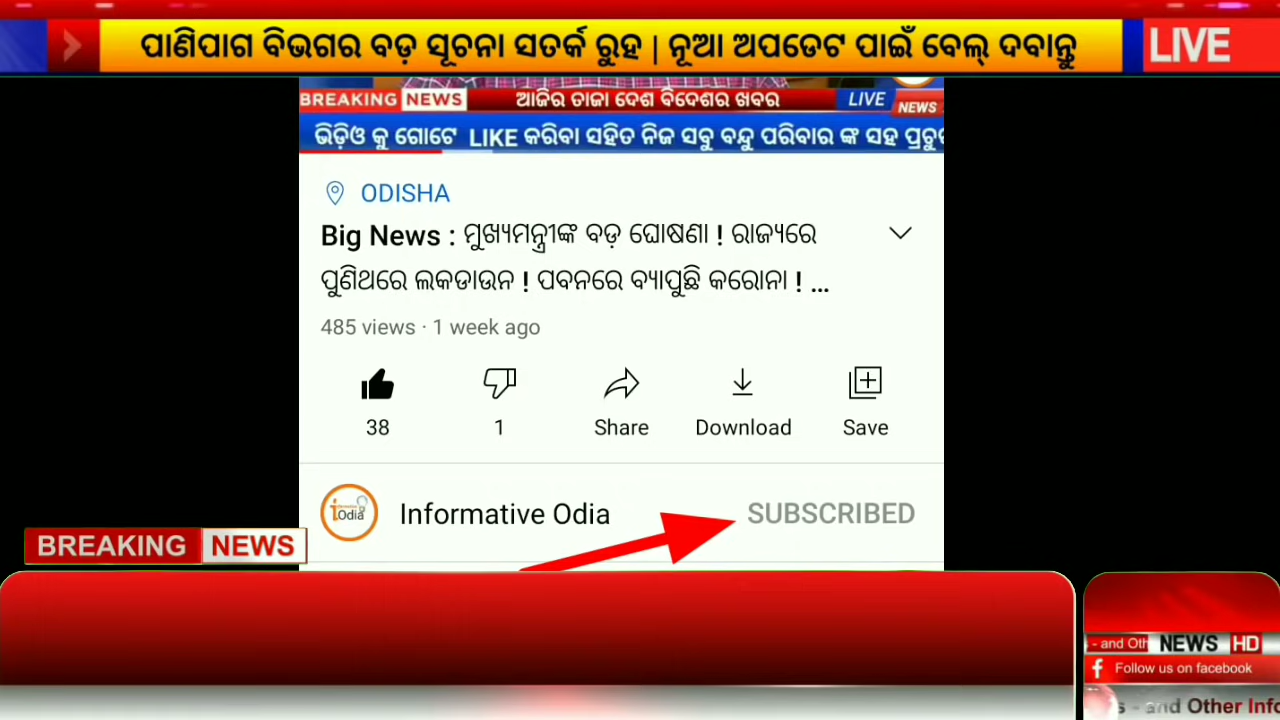 ପାଣିପାଗ ବିଭଗର ବଡ଼ ସୂଚନା ସତର୍କ ରୁହ | ନୂଆ ଅପଡେଟ ପାଇଁ ବେଲ୍ ଦବାନ୍ତୁ
LIVE
BREAKING NEWS ଆଜିର ତାଜା ଦେଶ ବିଦେଶର ଖବର LIVE NEWS
ଭିଡ଼ିଓ କୁ ଗୋଟେ LIKE କରିବା ସହିତ ନିଜ ସବୁ ବନ୍ଦୁ ପରିବାର ଙ୍କ ସହ
ODISHA
Big News : ମୁଖ୍ୟମନ୍ତ୍ରୀଙ୍କ ବଡ଼ ଘୋଷଣା ! ରାଜ୍ୟରେ
ପୁଣିଥରେ ଲକଡାଉନ ! ପବନରେ ବ୍ୟାପୁଛି କରୋନା ! ...
485 views · 1 week ago
38 1 Share Download Save
Odia
Informative Odia SUBSCRIBED
BREAKING NEWS
- and Oth NEWS HD
Follow us on facebook
s - and Other Info